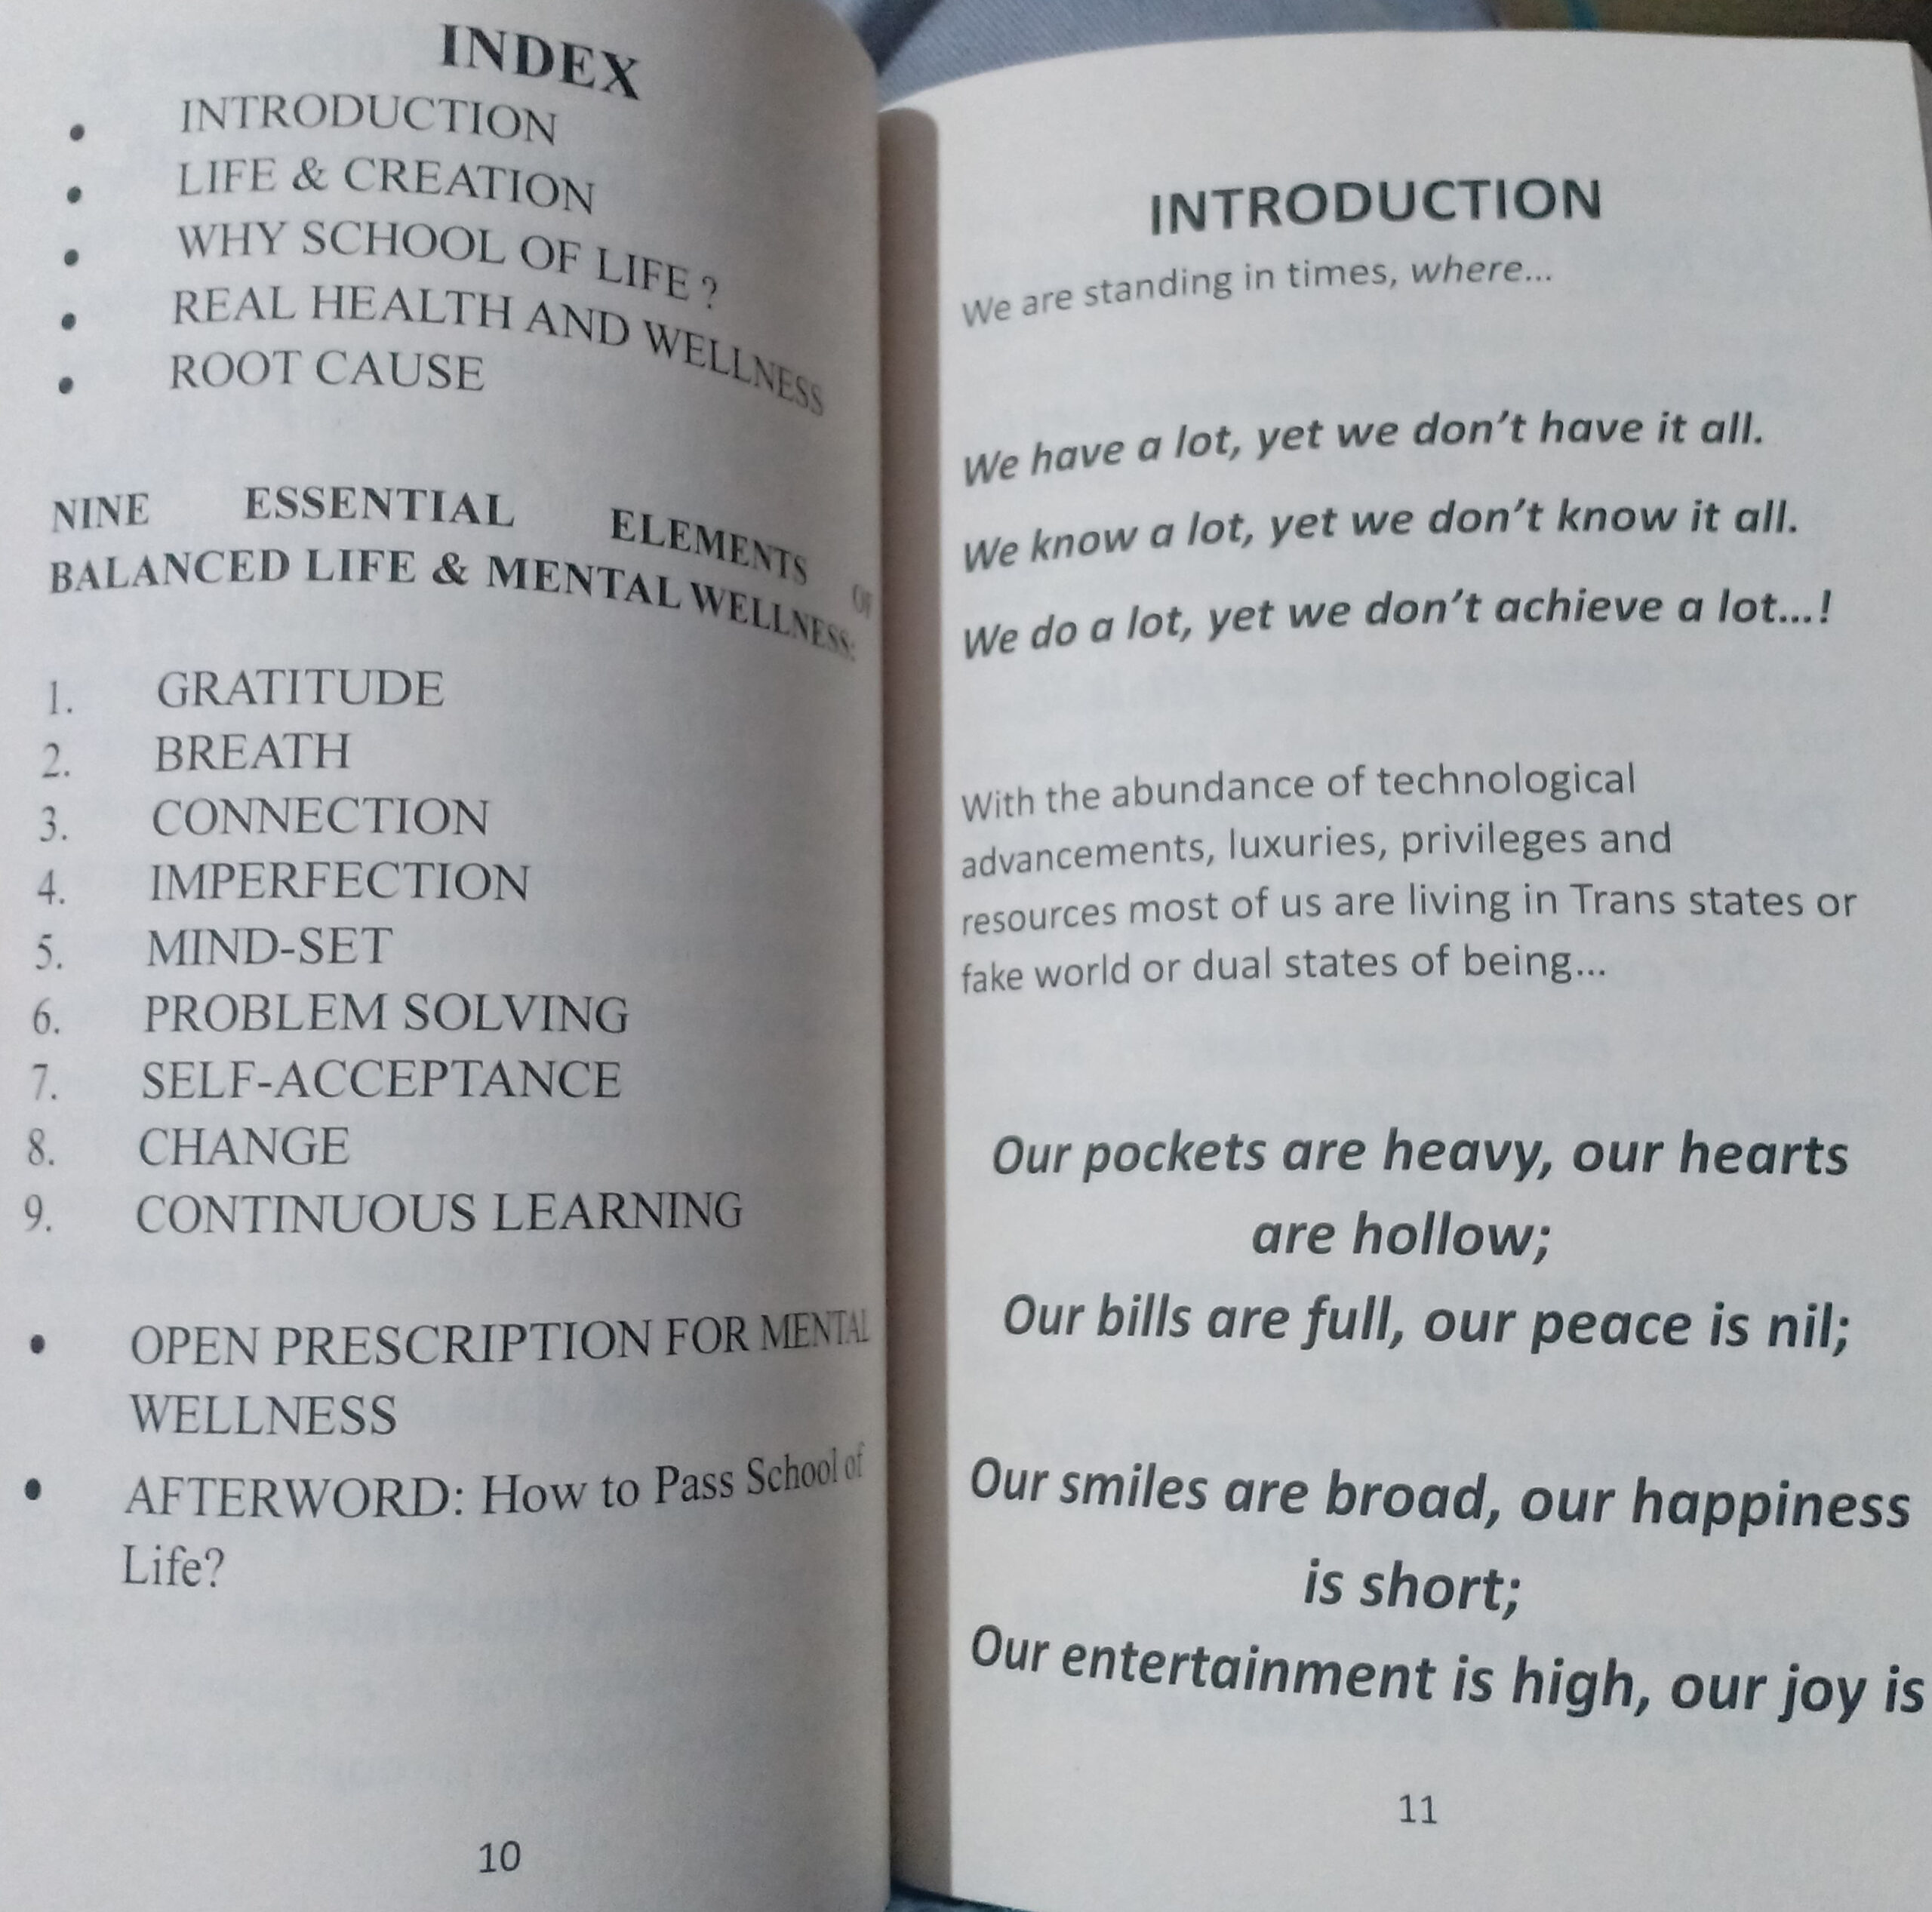 INDEX
• INTRODUCTION
• LIFE & CREATION
• WHY SCHOOL OF LIFE ?
• REAL HEALTH AND WELLNESS
• ROOT CAUSE
NINE ESSENTIAL ELEMENTS OF
BALANCED LIFE & MENTAL WELLNESS:
1. GRATITUDE
2. BREATH
3. CONNECTION
4. IMPERFECTION
5. MIND-SET
6. PROBLEM SOLVING
7. SELF-ACCEPTANCE
8. CHANGE
9. CONTINUOUS LEARNING
• OPEN PRESCRIPTION FOR MENTAL
WELLNESS
• AFTERWORD: How to Pass School of
Life?
10
INTRODUCTION
We are standing in times, where...
We have a lot, yet we don't have it all.
We know a lot, yet we don't know it all.
We do a lot, yet we don't achieve a lot...!
With the abundance of technological
advancements, luxuries, privileges and
resources most of us are living in Trans states or
fake world or dual states of being...
Our pockets are heavy, our hearts
are hollow;
Our bills are full, our peace is nil;
Our smiles are broad, our happiness
is short;
Our entertainment is high, our joy is
11